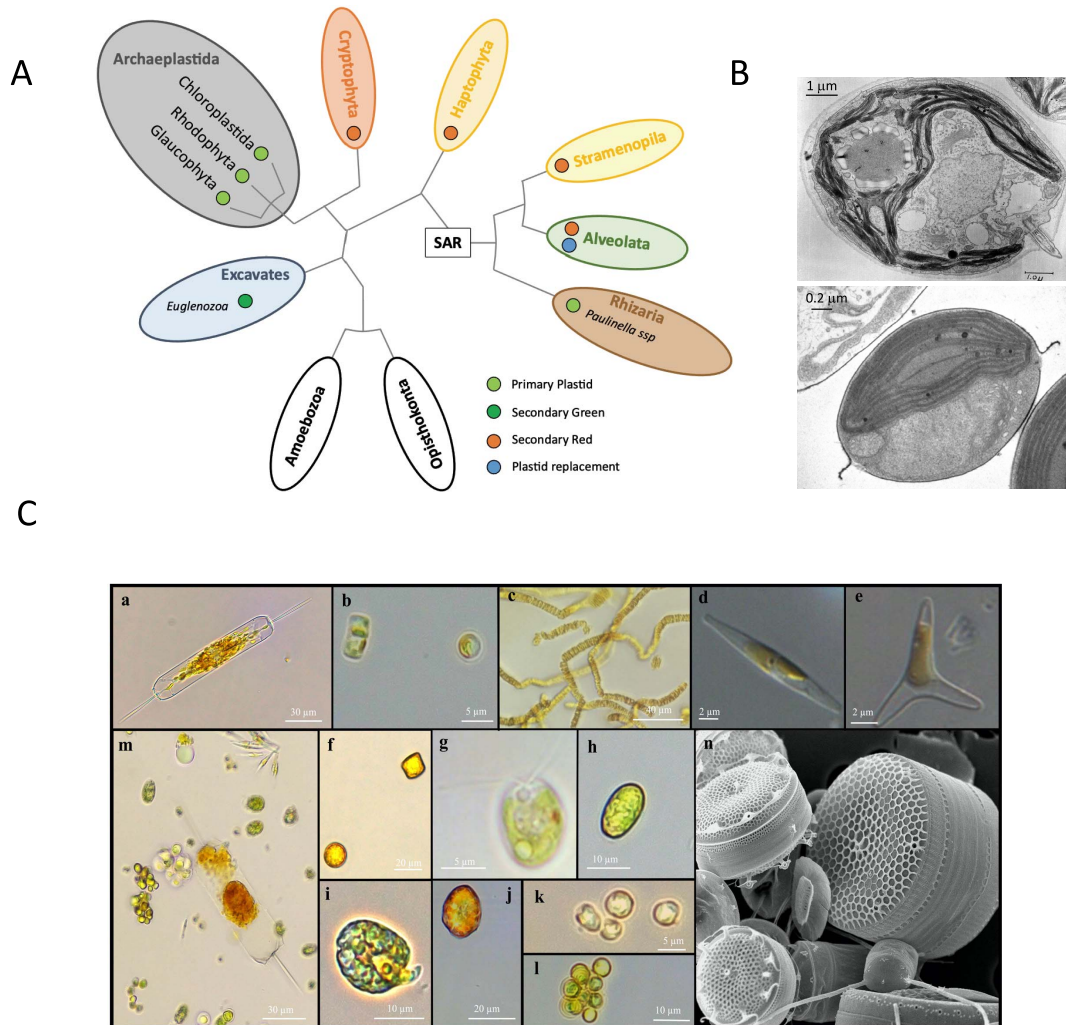 A
Archaeplastida
Chloroplastida
Rhodophyta
Glaucophyta
Cryptophyta
Haptophyta
Stramenopila
SAR
Alveolata
Excavates
Euglenozoa
Rhizaria
Paulinella ssp
Amoebozoa
Opisthokonta
Primary Plastid
Secondary Green
Secondary Red
Plastid replacement
B
1 µm
0.2 µm
C
a
30 µm
b
5 µm
c
40 µm
d
2 µm
e
2 µm
m
30 µm
f
20 µm
g
5 µm
h
10 µm
n
i
10 µm
j
20 µm
k
5 µm
l
10 µm